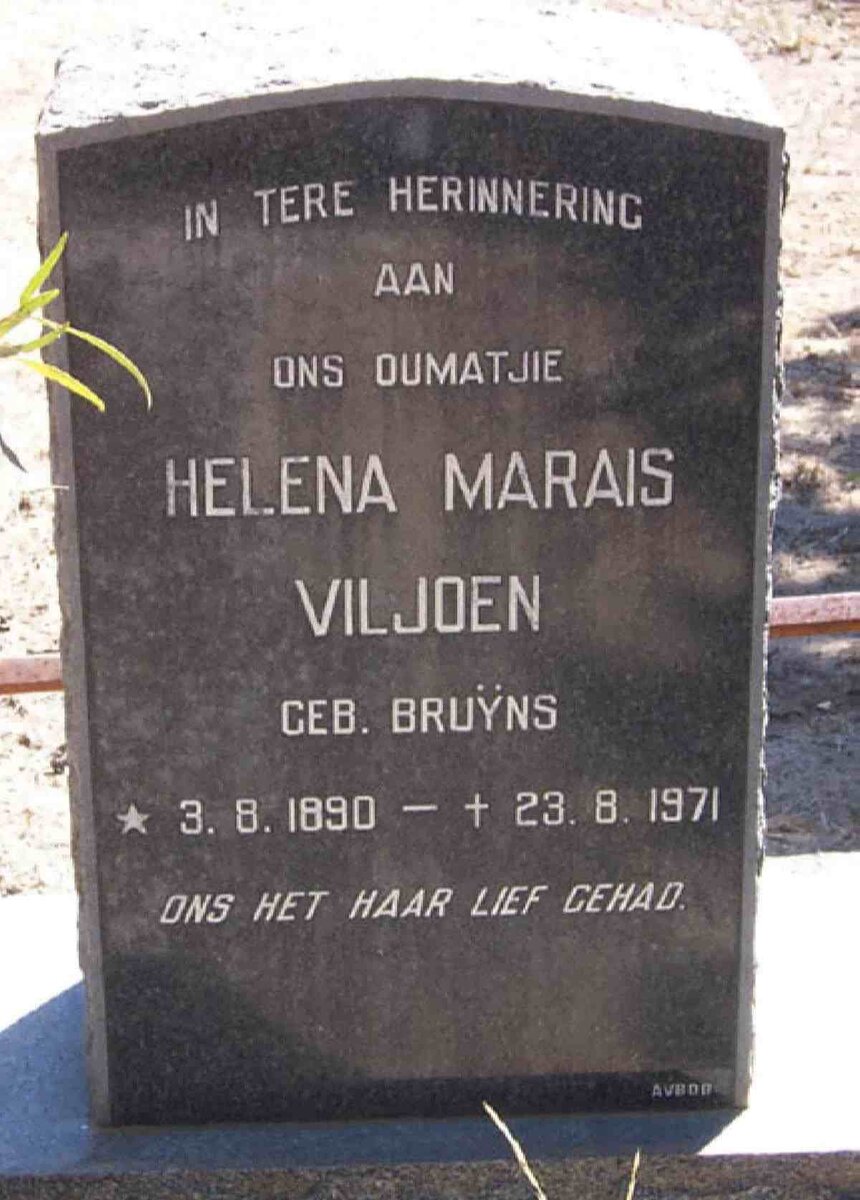 IN TERE HERINNERING
AAN
ONS OUMATJIE
HELENA MARAIS
VILJOEN
GEB. BRUŸNS
★ 3. 8. 1890 — † 23. 8. 1971
ONS HET HAAR LIEF GEHAD.
AVBOB